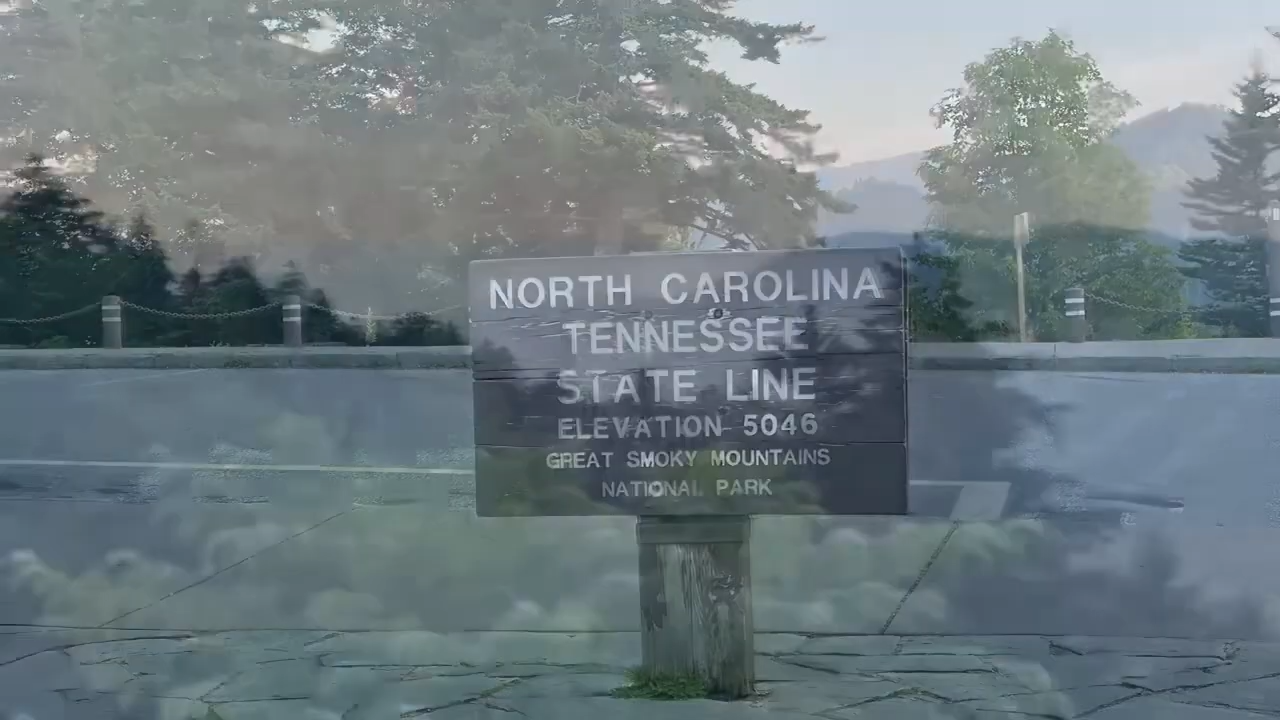 NORTH CAROLINA
TENNESSEE
STATE LINE
ELEVATION 5046
GREAT SMOKY MOUNTAINS
NATIONAL PARK